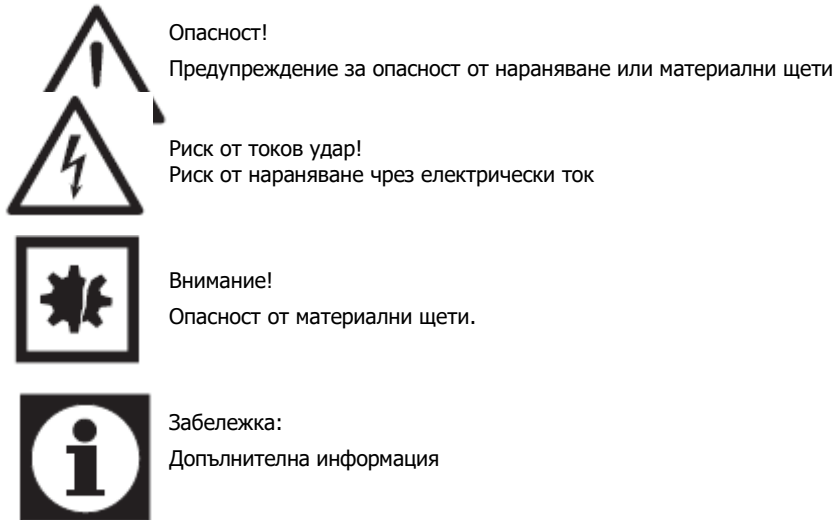 Опасност!
Предупреждение за опасност от нараняване или материални щети
Риск от токов удар!
Риск от нараняване чрез електрически ток
Внимание!
Опасност от материални щети.
Забележка:
Допълнителна информация